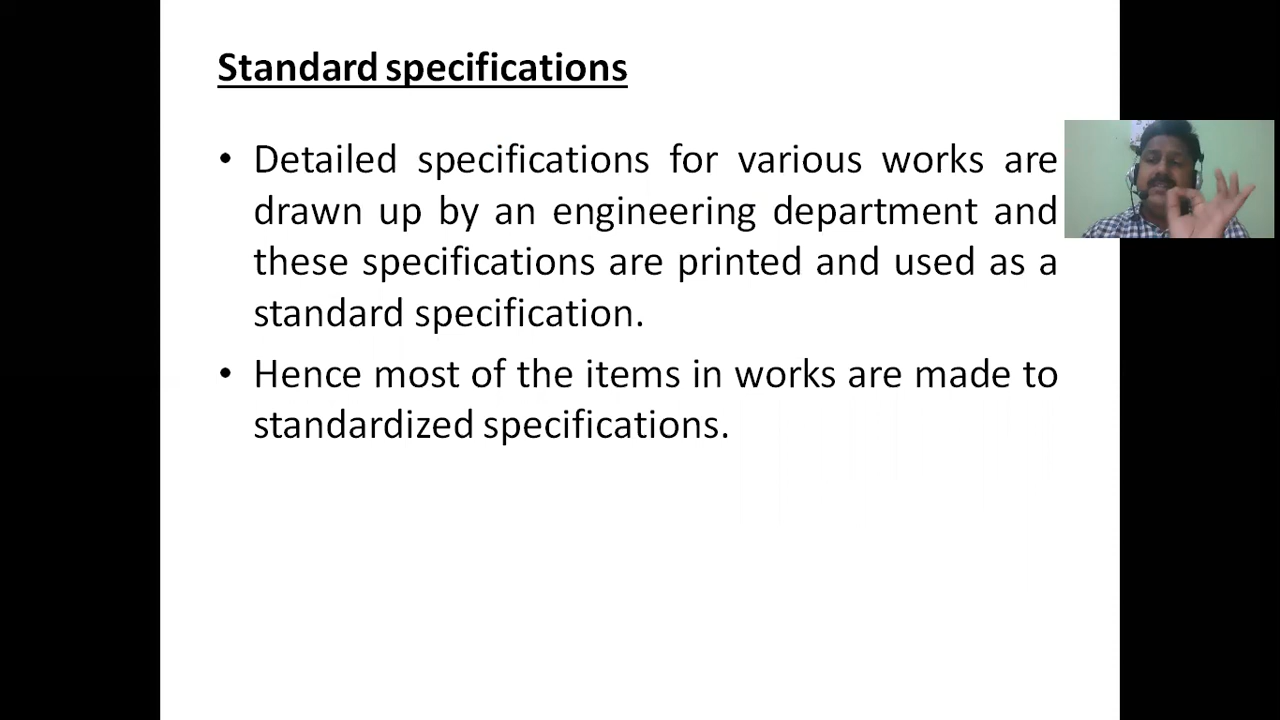 Standard specifications
• Detailed specifications for various works are
drawn up by an engineering department and
these specifications are printed and used as a
standard specification.
• Hence most of the items in works are made to
standardized specifications.